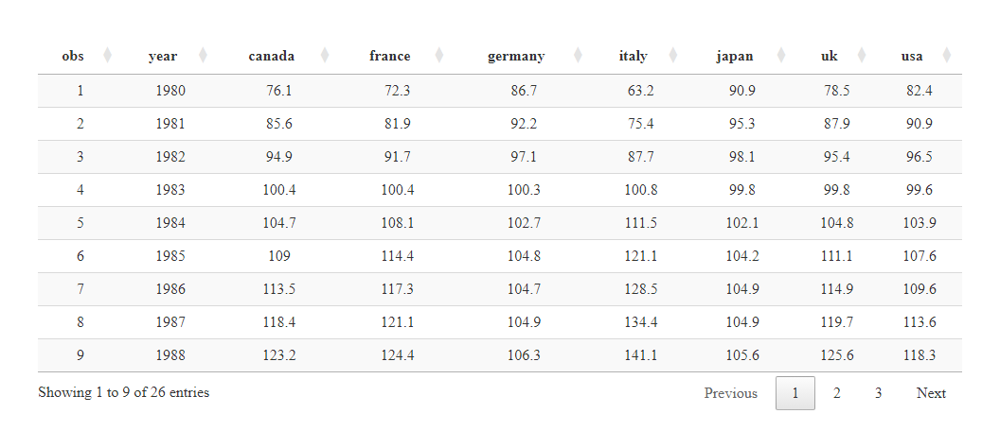 obs year canada france germany italy japan uk usa
1 1980 76.1 72.3 86.7 63.2 90.9 78.5 82.4
2 1981 85.6 81.9 92.2 75.4 95.3 87.9 90.9
3 1982 94.9 91.7 97.1 87.7 98.1 95.4 96.5
4 1983 100.4 100.4 100.3 100.8 99.8 99.8 99.6
5 1984 104.7 108.1 102.7 111.5 102.1 104.8 103.9
6 1985 109 114.4 104.8 121.1 104.2 111.1 107.6
7 1986 113.5 117.3 104.7 128.5 104.9 114.9 109.6
8 1987 118.4 121.1 104.9 134.4 104.9 119.7 113.6
9 1988 123.2 124.4 106.3 141.1 105.6 125.6 118.3
Showing 1 to 9 of 26 entries Previous 1 2 3 Next